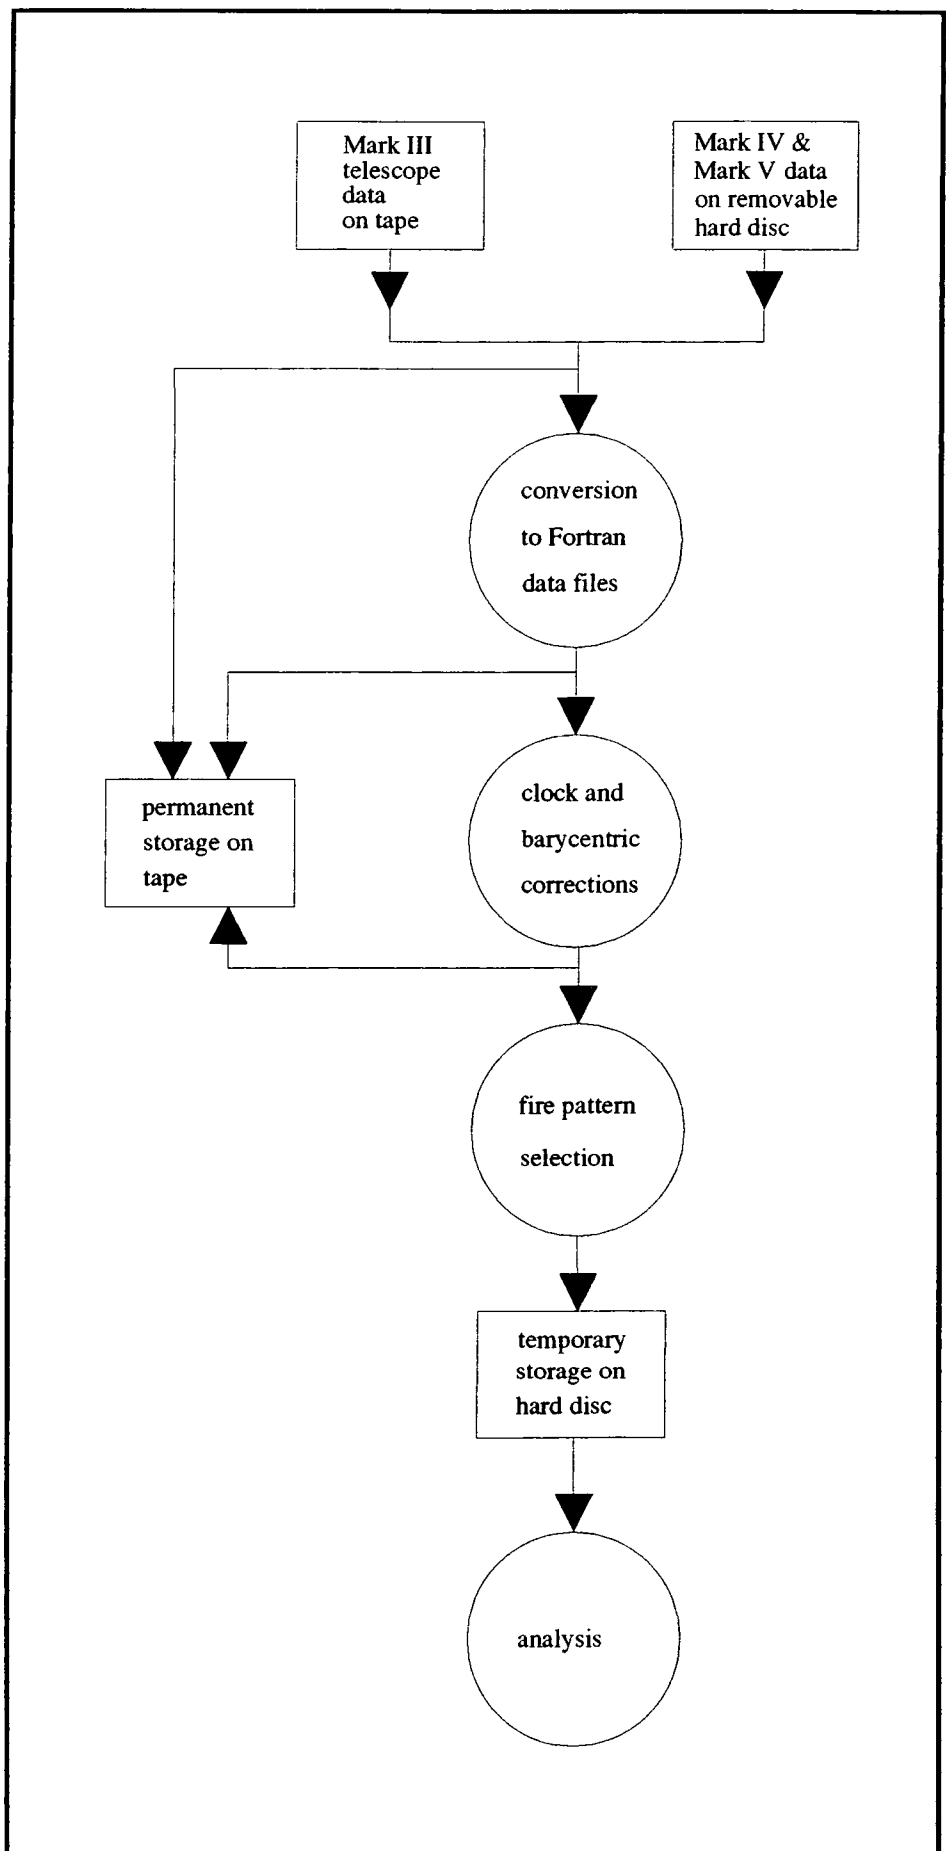 Mark III
telescope
data
on tape
Mark IV &
Mark V data
on removable
hard disc
conversion
to Fortran
data files
permanent
storage on
tape
clock and
barycentric
corrections
fire pattern
selection
temporary
storage on
hard disc
analysis